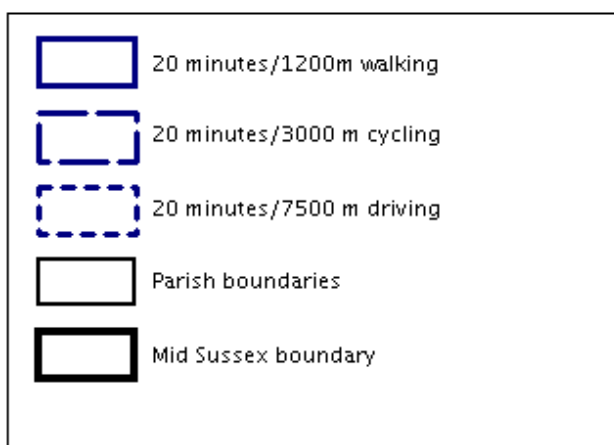 20 minutes/1200m walking
20 minutes/3000 m cycling
20 minutes/7500 m driving
Parish boundaries
Mid Sussex boundary